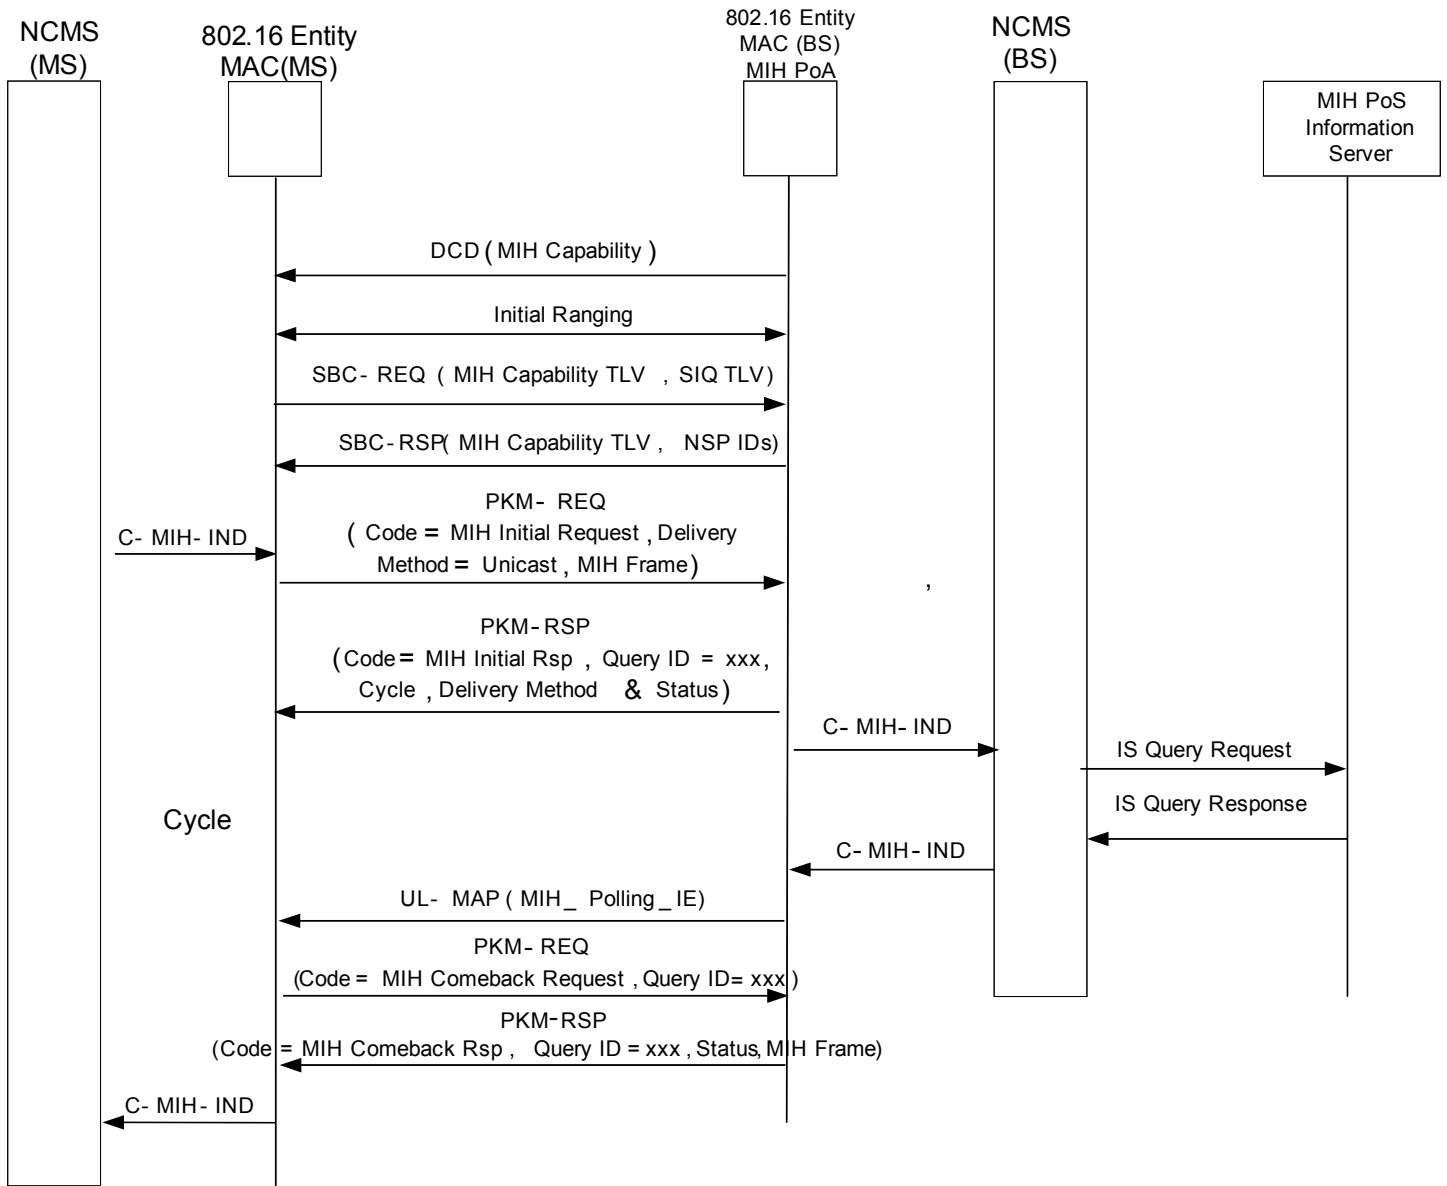 NCMS
(MS)
802.16 Entity
MAC(MS)
802.16 Entity
MAC (BS)
MIH PoA
NCMS
(BS)
MIH PoS
Information
Server
DCD ( MIH Capability )
Initial Ranging
SBC- REQ ( MIH Capability TLV , SIQ TLV)
SBC-RSP( MIH Capability TLV , NSP IDs)
C- MIH- IND
PKM- REQ
( Code = MIH Initial Request , Delivery
Method = Unicast , MIH Frame)
,
PKM-RSP
(Code = MIH Initial Rsp , Query ID = xxx,
Cycle , Delivery Method & Status)
C- MIH- IND
IS Query Request
Cycle
IS Query Response
C- MIH- IND
UL- MAP ( MIH_ Polling_IE)
PKM- REQ
(Code = MIH Comeback Request , Query ID= xxx )
PKM-RSP
(Code = MIH Comeback Rsp , Query ID = xxx , Status, MIH Frame)
C- MIH- IND